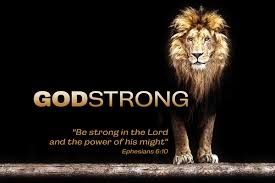 GODSTRONG
"Be strong in the Lord
and the power of his might"
Ephesians 6:10